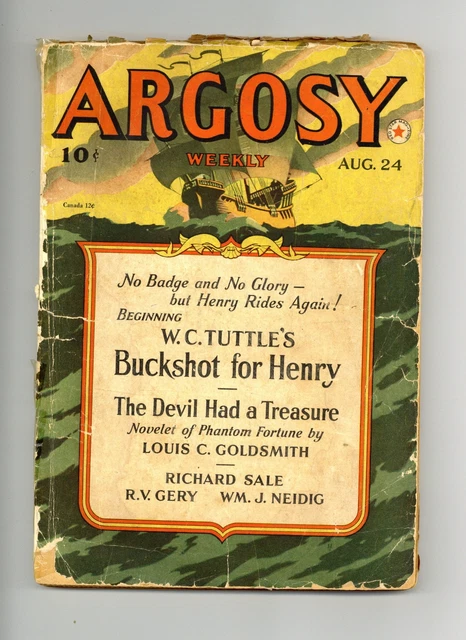 ARGOSY
WEEKLY
10¢
AUG. 24
Canada 12¢
No Badge and No Glory—
but Henry Rides Again!
BEGINNING
W. C. TUTTLE'S
Buckshot for Henry
The Devil Had a Treasure
Novelet of Phantom Fortune by
LOUIS C. GOLDSMITH
RICHARD SALE
R. V. GERY WM. J. NEIDIG